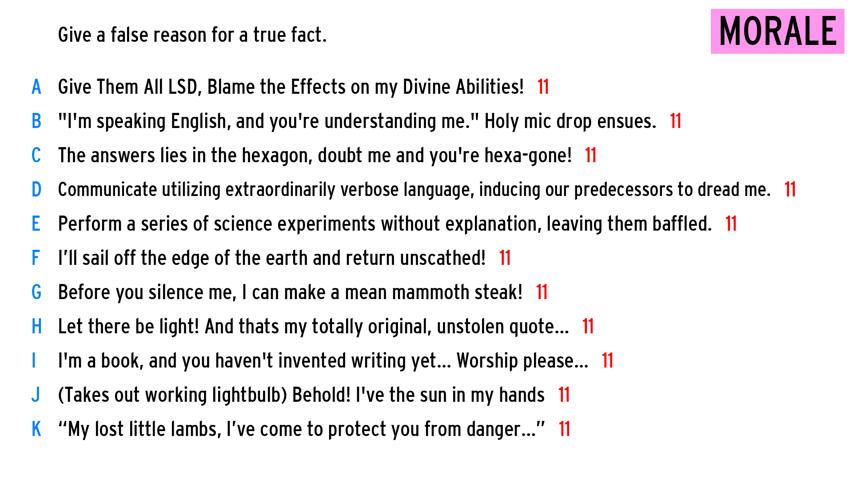 Give a false reason for a true fact.
MORALE
A Give Them All LSD, Blame the Effects on my Divine Abilities! 11
B "I'm speaking English, and you're understanding me." Holy mic drop ensues. 11
C The answers lies in the hexagon, doubt me and you're hexa-gone! 11
D Communicate utilizing extraordinarily verbose language, inducing our predecessors to dread me. 11
E Perform a series of science experiments without explanation, leaving them baffled. 11
F I’ll sail off the edge of the earth and return unscathed! 11
G Before you silence me, I can make a mean mammoth steak! 11
H Let there be light! And thats my totally original, unstolen quote... 11
I I'm a book, and you haven't invented writing yet... Worship please... 11
J (Takes out working lightbulb) Behold! I've the sun in my hands 11
K “My lost little lambs, I’ve come to protect you from danger...” 11